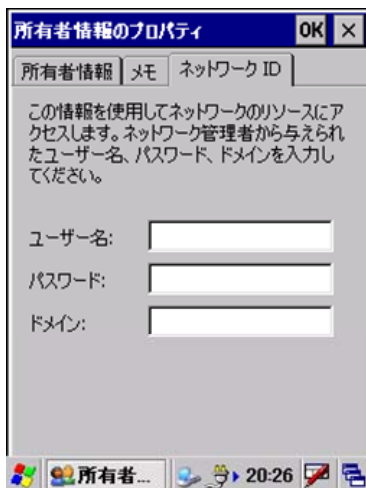 所有者情報のプロパティ OK ×
所有者情報 メモ ネットワーク ID
この情報を使用してネットワークのリソースにア
クセスします。ネットワーク管理者から与えられ
たユーザー名、パスワード、ドメインを入力し
てください。
ユーザー名:
パスワード:
ドメイン:
所有者... 20:26